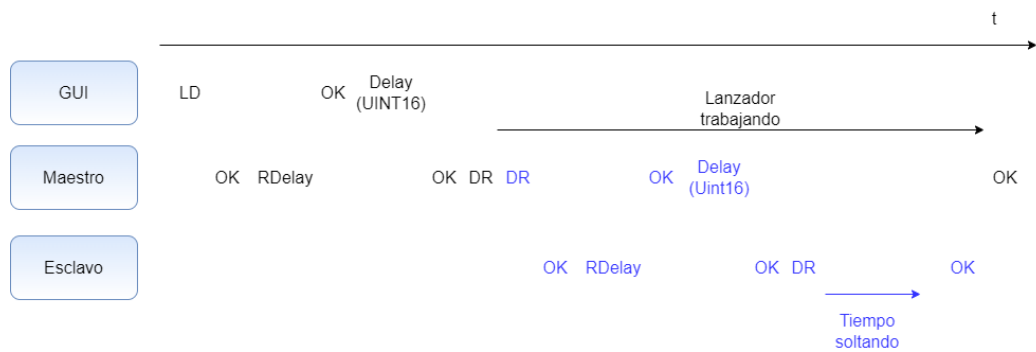 t
GUI
LD
OK
Delay
(UINT16)
Lanzador
trabajando
Maestro
OK RDelay
OK DR DR
OK
Delay
(Uint16)
OK
Esclavo
OK RDelay
OK DR
OK
Tiempo
soltando